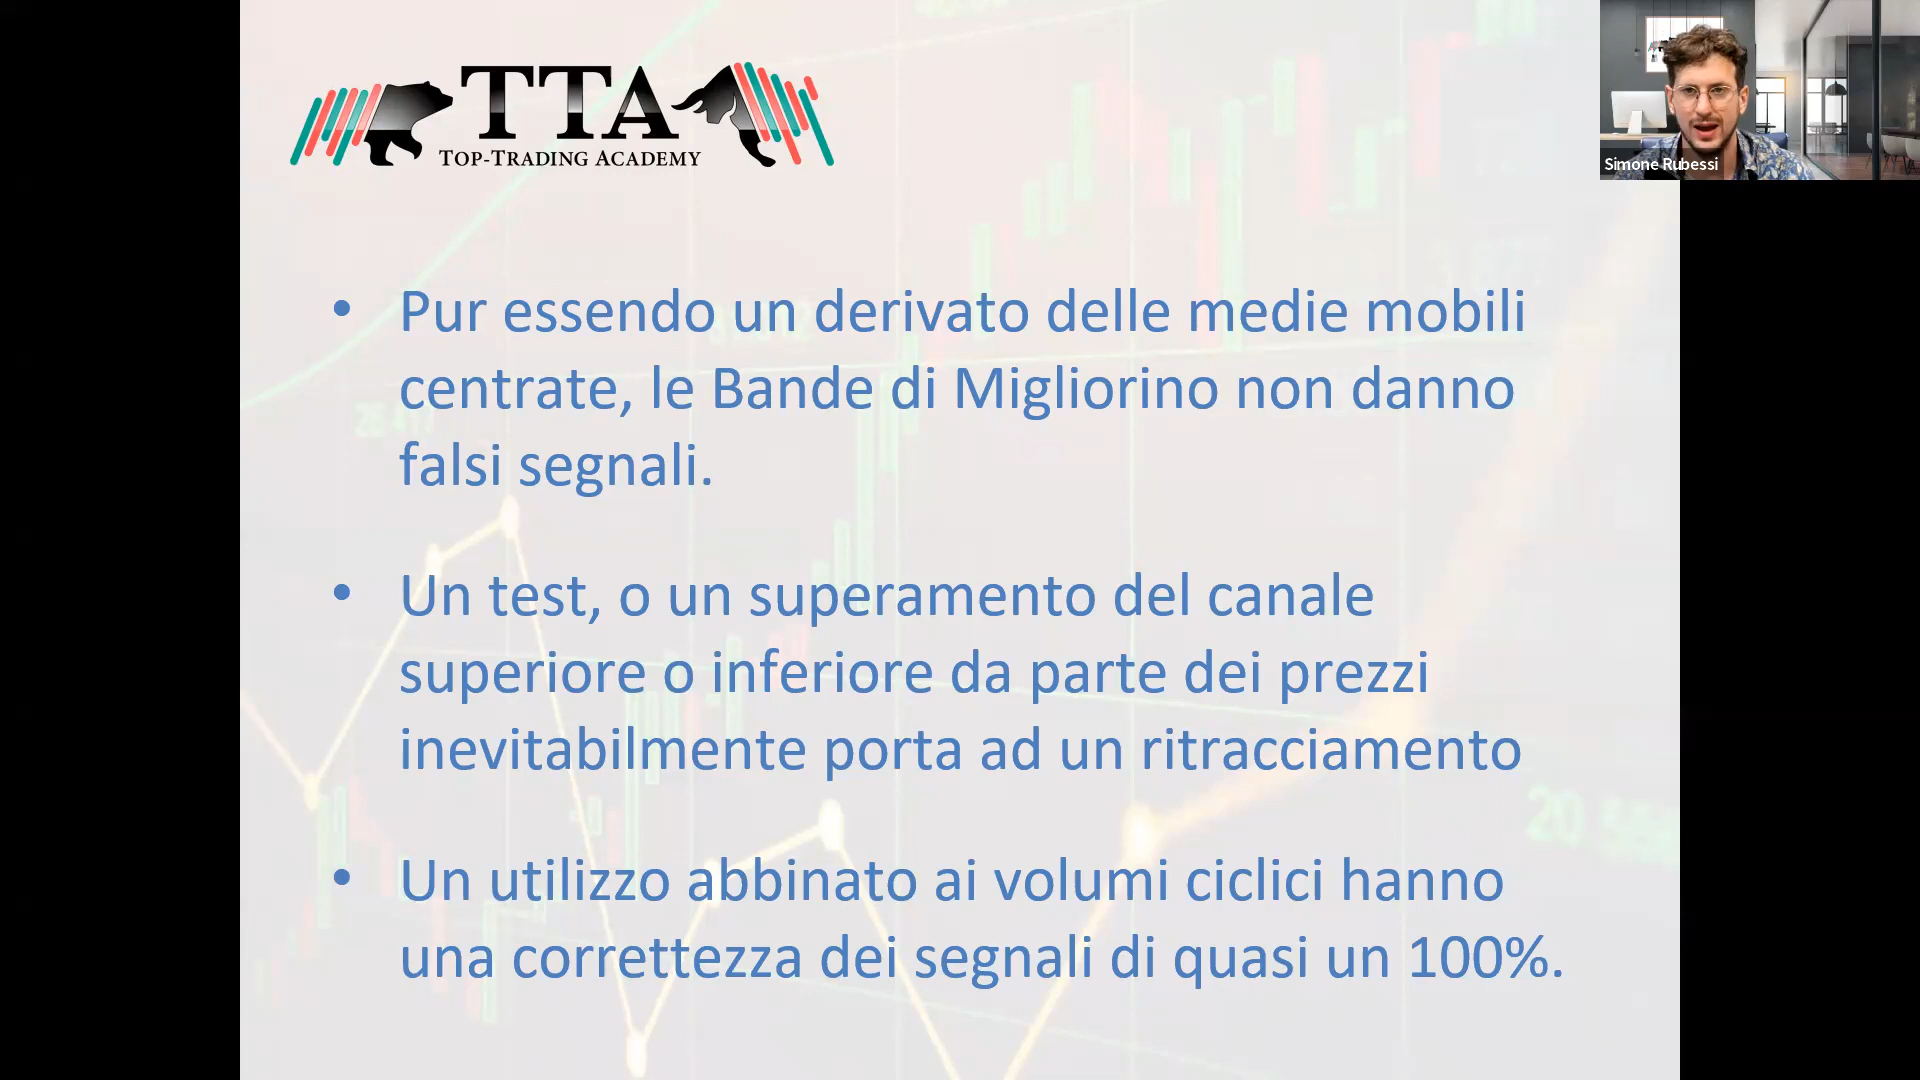 TTA
TOP-TRADING ACADEMY
Simone Rubessi
• Pur essendo un derivato delle medie mobili
centrate, le Bande di Migliorino non danno
falsi segnali.
• Un test, o un superamento del canale
superiore o inferiore da parte dei prezzi
inevitabilmente porta ad un ritracciamento
• Un utilizzo abbinato ai volumi ciclici hanno
una correttezza dei segnali di quasi un 100%.